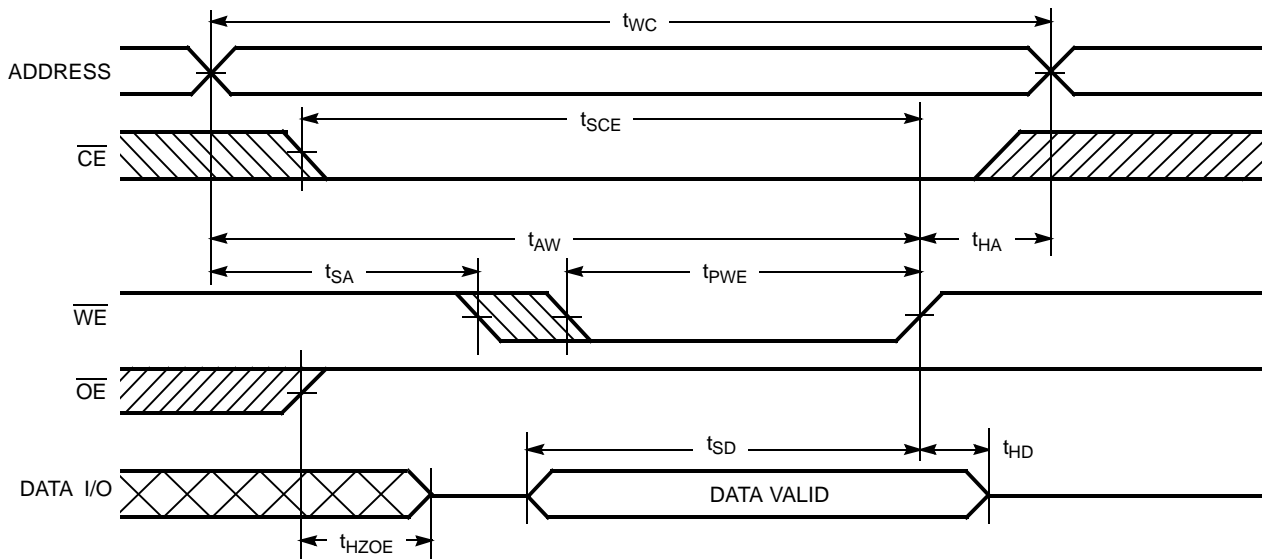 tWC
ADDRESS
tSCE
CE
tAW
tHA
tSA
tPWE
WE
OE
tSD
tHD
DATA I/O
DATA VALID
tHZOE